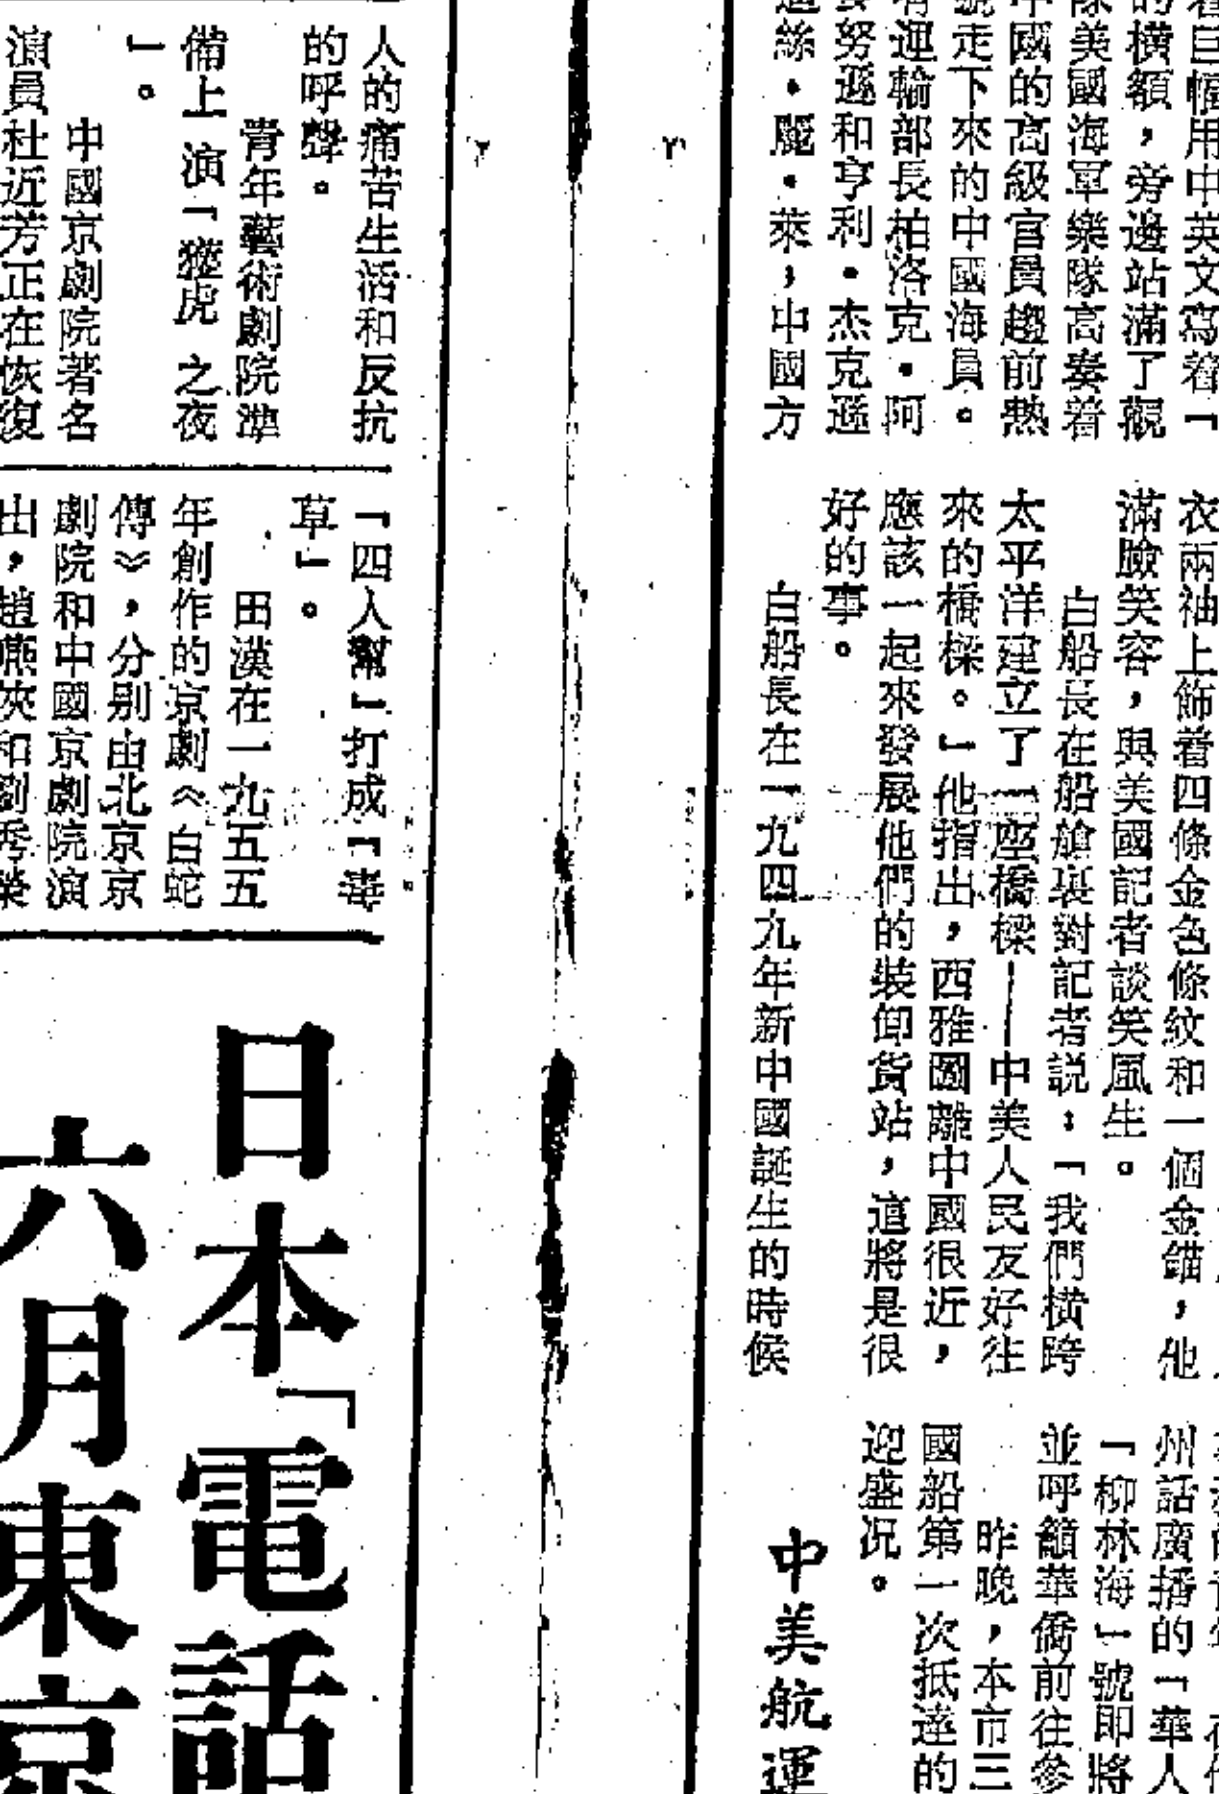 巨幅用中英文寫着「
的橫額，旁邊站滿了觀
隊美國海軍樂隊高奏着
中國的高級官員趨前熱
號走下來的中國海員。
有運輸部長柏洛克·阿
努遜和亨利·杰克遜
絲·麗·萊；中國方
衣兩袖上飾着四條金色條紋和一個金錨，他
滿臉笑容，與美國記者談笑風生。
白船長在船艙裏對記者説：「我們橫跨
太平洋建立了一座橋樑——中美人民友好往
來的橋樑。」他指出，西雅圖離中國很近，
應該一起來發展他們的裝卸貨站，這將是很
好的事。
白船長在一九四九年新中國誕生的時候
州話廣播的「華人
「柳林海」號即將
並呼籲華僑前往參
昨晚，本市三
國船第一次抵達的
迎盛况。
中美航運
人的痛苦生活和反抗
的呼聲。
青年藝術劇院準
備上演「獵虎之夜
」。
中國京劇院著名
演員杜近芳正在恢復
「四人幫」打成「毒
草」。
田漢在一九五五
年創作的京劇《白蛇
傳》，分别由北京京
劇院和中國京劇院演
出，趙燕俠和劉秀榮
日本「電話
六月東京